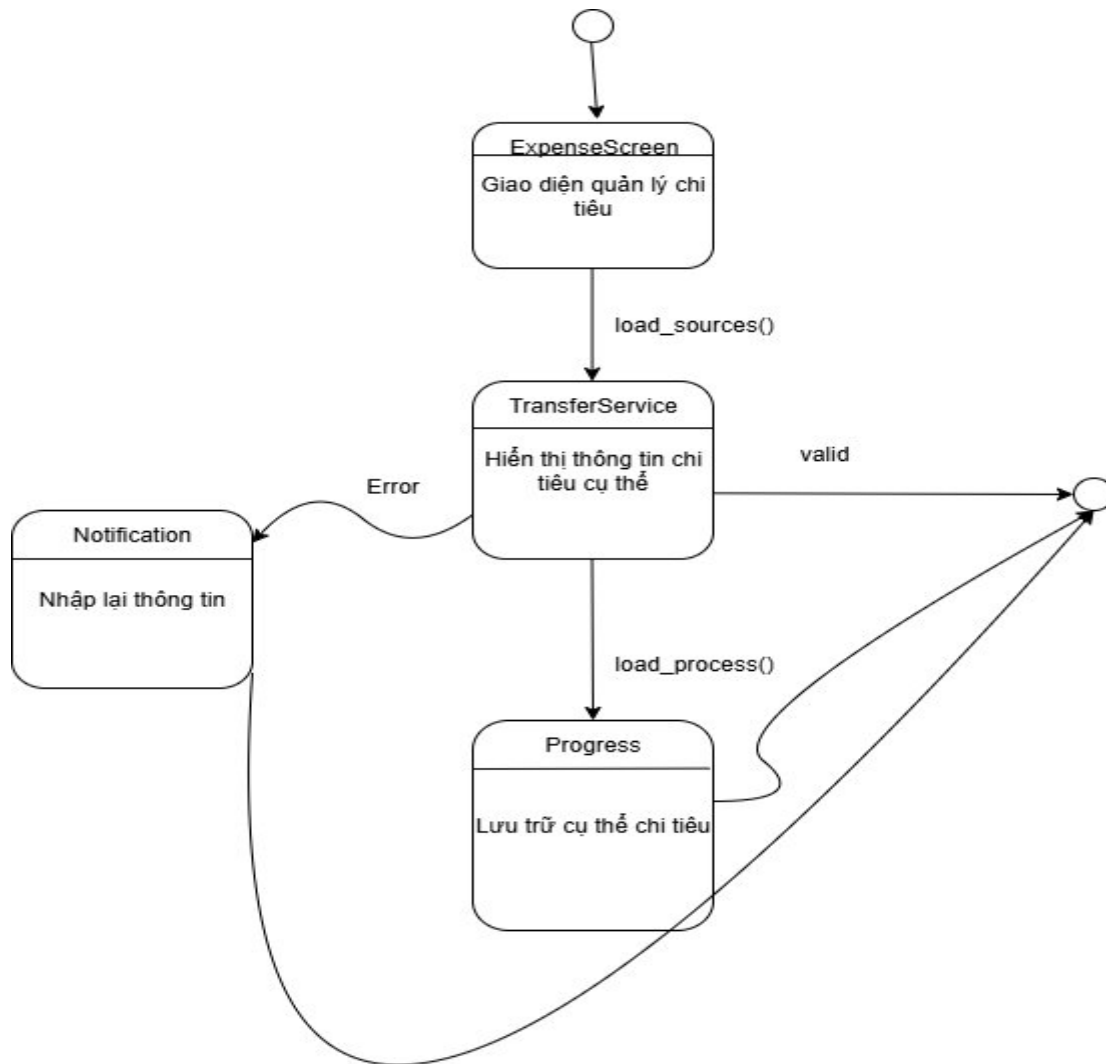 ExpenseScreen
Giao diện quản lý chi
tiêu
load_sources()
TransferService
Hiển thị thông tin chi
tiêu cụ thể
valid
Error
Notification
Nhập lại thông tin
load_process()
Progress
Lưu trữ cụ thể chi tiêu